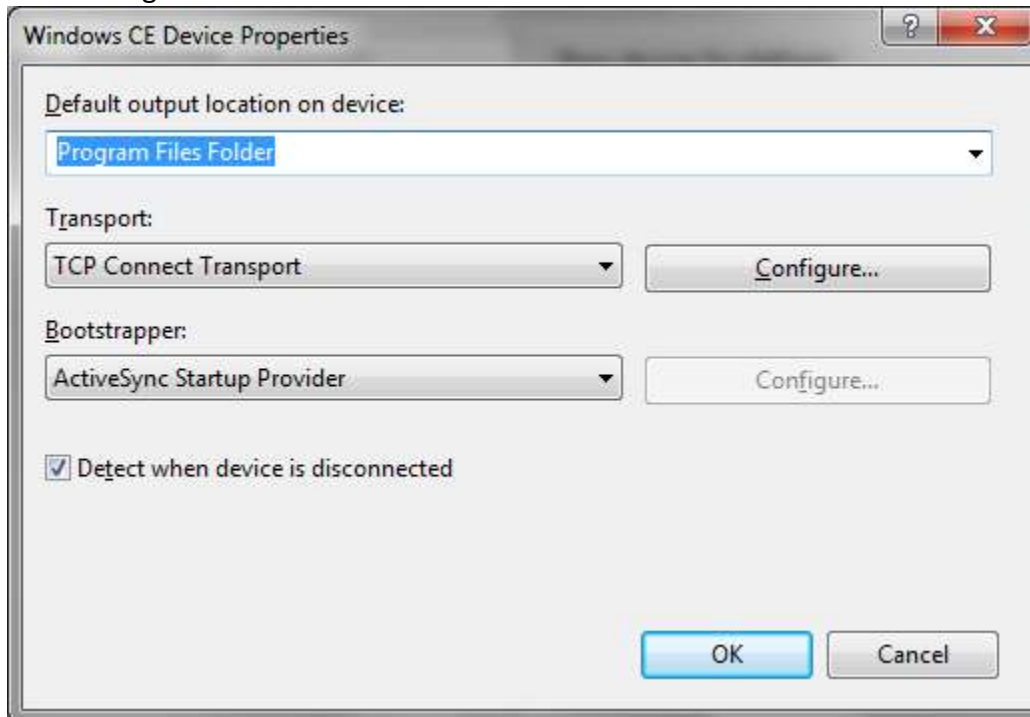 Windows CE Device Properties
Default output location on device:
Program Files Folder
Transport:
TCP Connect Transport
Configure...
Bootstrapper:
ActiveSync Startup Provider
Configure...
Detect when device is disconnected
OK
Cancel